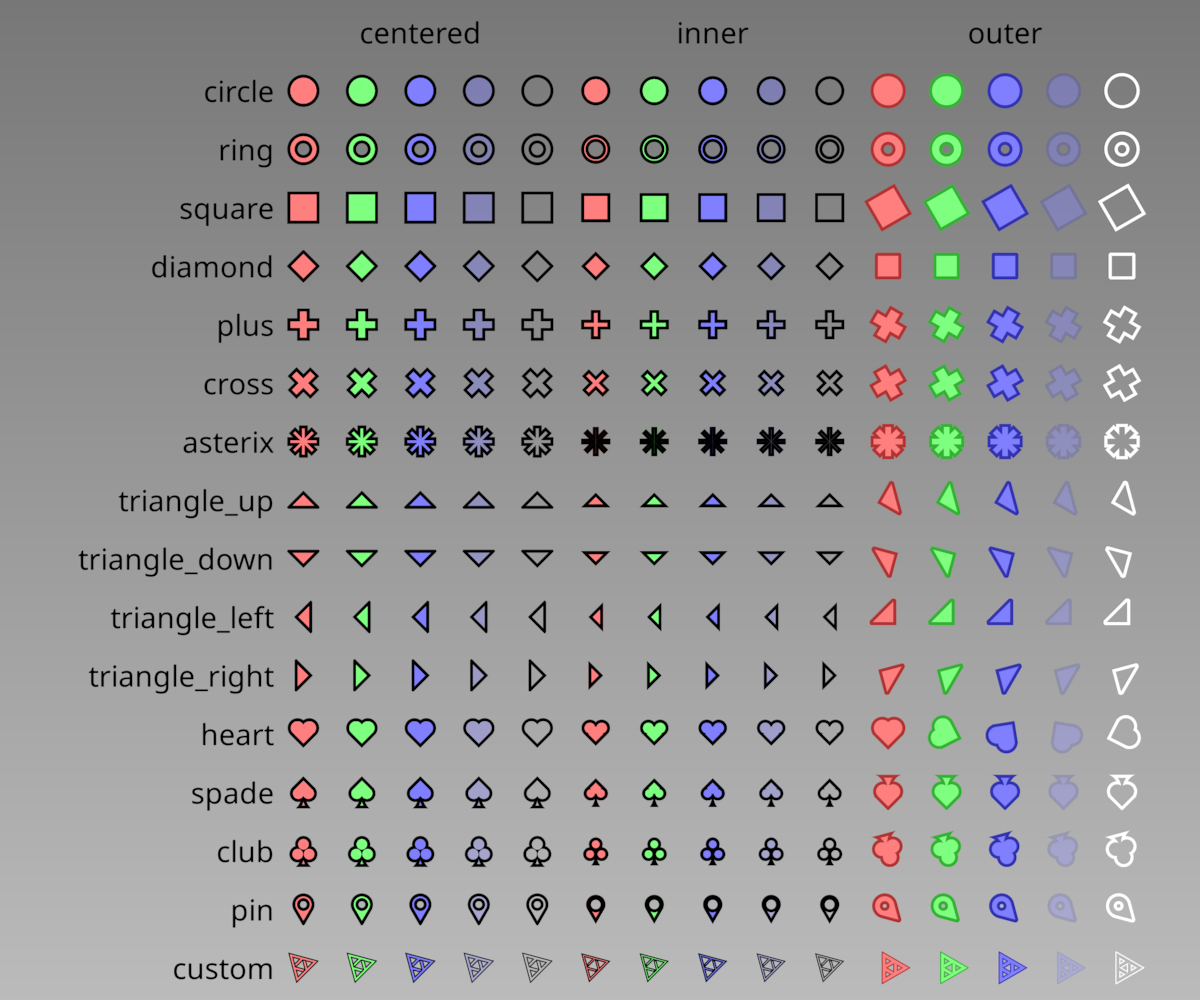 centered inner outer
circle
ring
square
diamond
plus
cross
asterix
triangle_up
triangle_down
triangle_left
triangle_right
heart
spade
club
pin
custom